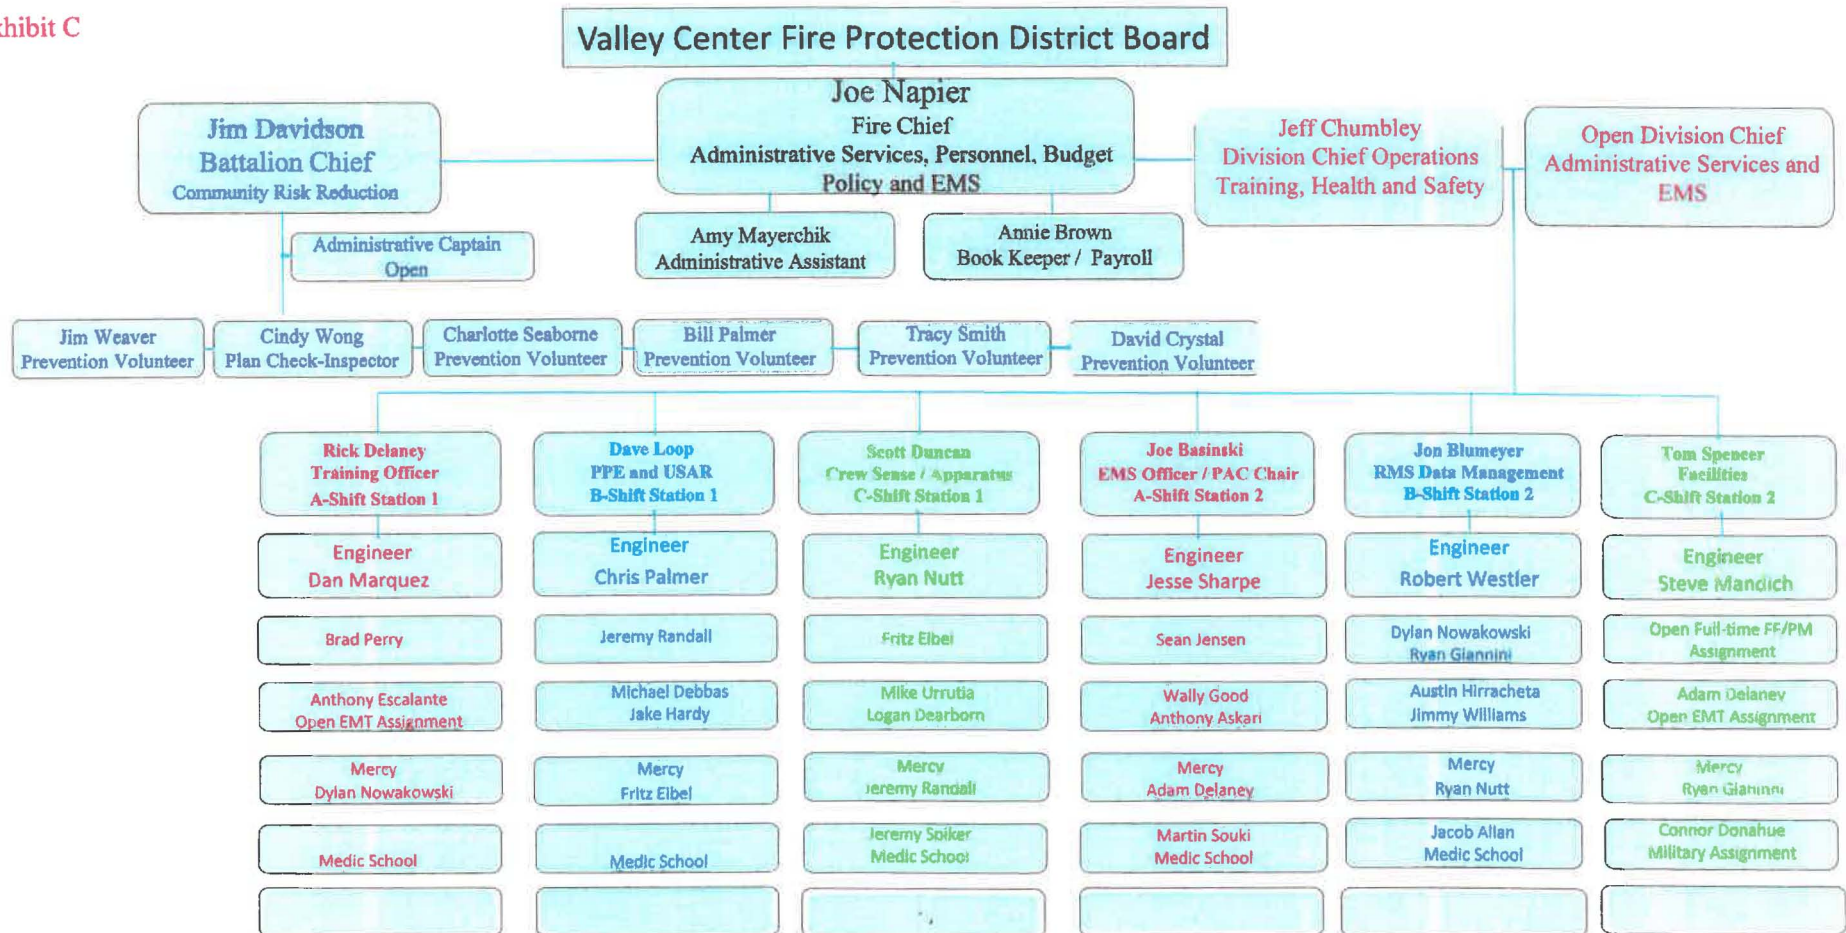 hibit C
Valley Center Fire Protection District Board
Joe Napier
Fire Chief
Administrative Services, Personnel, Budget
Policy and EMS
Jim Davidson
Battalion Chief
Community Risk Reduction
Jeff Chumbley
Division Chief Operations
Training, Health and Safety
Open Division Chief
Administrative Services and
EMS
Administrative Captain
Open
Amy Mayerchik
Administrative Assistant
Annie Brown
Book Keeper / Payroll
Jim Weaver
Prevention Volunteer
Cindy Wong
Plan Check-Inspector
Charlotte Seaborne
Prevention Volunteer
Bill Palmer
Prevention Volunteer
Tracy Smith
Prevention Volunteer
David Crystal
Prevention Volunteer
Rick Delaney
Training Officer
A-Shift Station 1
Dave Loop
PPE and USAR
B-Shift Station 1
Scott Duncan
Crew Sense / Apparatus
C-Shift Station 1
Joe Basinski
EMS Officer / PAC Chair
A-Shift Station 2
Jon Blumeyer
RMS Data Management
B-Shift Station 2
Tom Spencer
Facilities
C-Shift Station 2
Engineer
Dan Marquez
Engineer
Chris Palmer
Engineer
Ryan Nutt
Engineer
Jesse Sharpe
Engineer
Robert Westler
Engineer
Steve Mandich
Brad Perry
Jeremy Randall
Fritz Eibel
Sean Jensen
Dylan Nowakowski
Ryan Giannini
Open Full-time FF/PM
Assignment
Anthony Escalante
Open EMT Assignment
Michael Debbas
Jake Hardy
Mike Urrutia
Logan Dearborn
Wally Good
Anthony Askari
Austin Hirracheta
Jimmy Williams
Adam Delaney
Open EMT Assignment
Mercy
Dylan Nowakowski
Mercy
Fritz Eibel
Mercy
Jeremy Randall
Mercy
Adam Delaney
Mercy
Ryan Nutt
Mercy
Ryan Giannini
Medic School
Medic School
Jeremy Spiker
Medic School
Martin Souki
Medic School
Jacob Allan
Medic School
Connor Donahue
Military Assignment